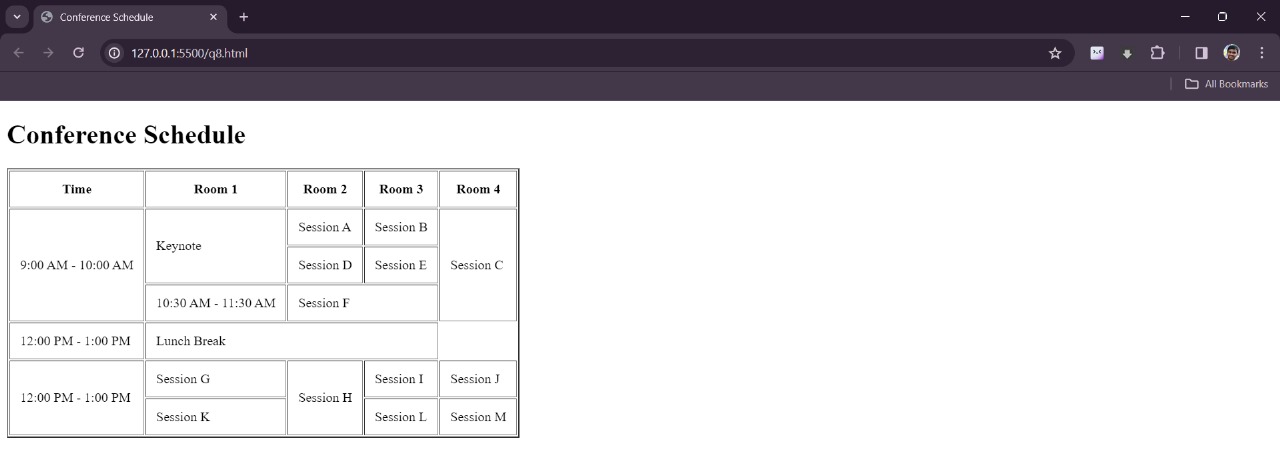 Conference Schedule
127.0.0.1:5500/q8.html
All Bookmarks
Conference Schedule
Time Room 1 Room 2 Room 3 Room 4
9:00 AM - 10:00 AM Keynote Session A Session B Session C
Session D Session E
10:30 AM - 11:30 AM Session F
12:00 PM - 1:00 PM Lunch Break
12:00 PM - 1:00 PM Session G Session H Session I Session J
Session K Session L Session M